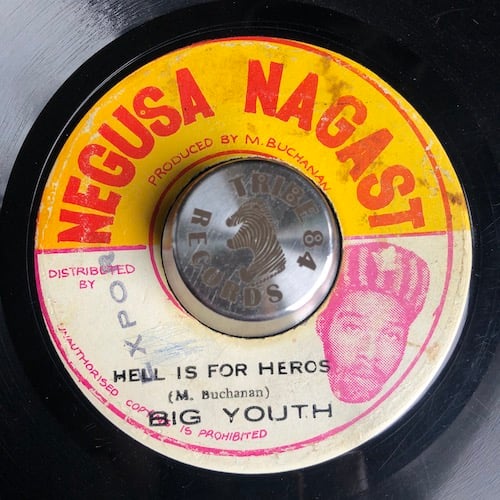 NEGUSA NAGAST
PRODUCED BY M. BUCHANAN
TRIBE 84
RECORDS
DISTRIBUTED
BY
XPOR
HELL IS FOR HEROS
(M. Buchanan)
BIG YOUTH
UNAUTHORISED COPYING IS PROHIBITED